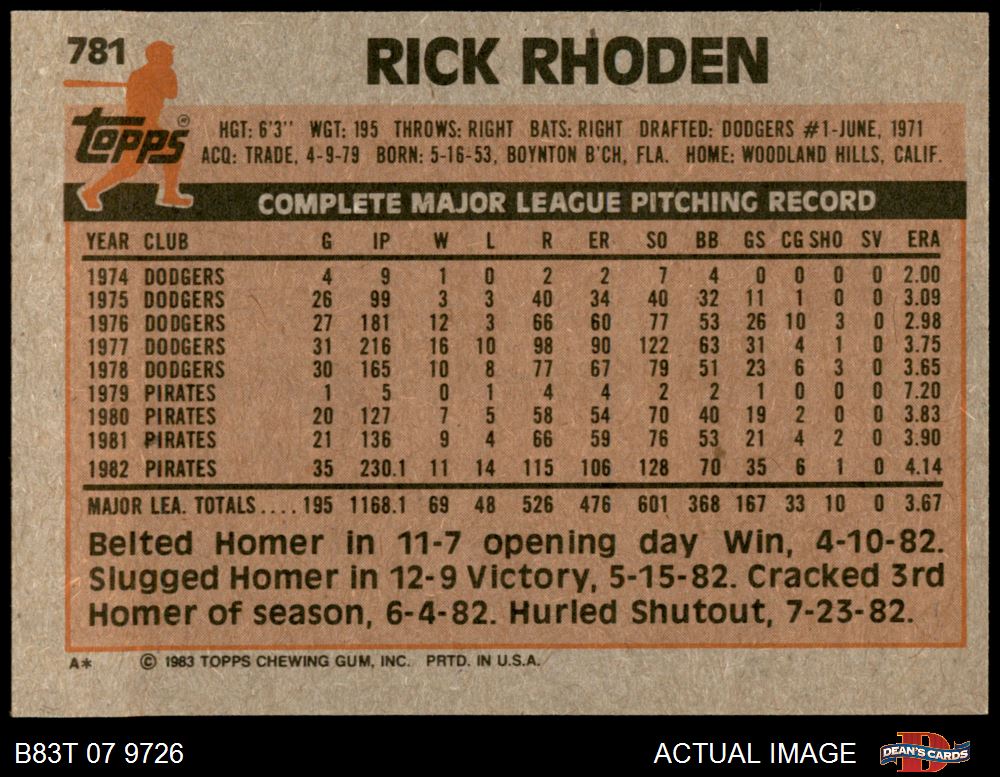 781
RICK RHODEN
Topps®
HGT: 6'3" WGT: 195 THROWS: RIGHT BATS: RIGHT DRAFTED: DODGERS #1-JUNE, 1971
ACQ: TRADE, 4-9-79 BORN: 5-16-53, BOYNTON B'CH, FLA. HOME: WOODLAND HILLS, CALIF.
COMPLETE MAJOR LEAGUE PITCHING RECORD
YEAR CLUB G IP W L R ER SO BB GS CG SHO SV ERA
1974 DODGERS 4 9 1 0 2 2 7 4 0 0 0 0 2.00
1975 DODGERS 26 99 3 3 40 34 40 32 11 1 0 0 3.09
1976 DODGERS 27 181 12 3 66 60 77 53 26 10 3 0 2.98
1977 DODGERS 31 216 16 10 98 90 122 63 31 4 1 0 3.75
1978 DODGERS 30 165 10 8 77 67 79 51 23 6 3 0 3.65
1979 PIRATES 1 5 0 1 4 4 2 2 1 0 0 0 7.20
1980 PIRATES 20 127 7 5 58 54 70 40 19 2 0 0 3.83
1981 PIRATES 21 136 9 4 66 59 76 53 21 4 2 0 3.90
1982 PIRATES 35 230.1 11 14 115 106 128 70 35 6 1 0 4.14
MAJOR LEA. TOTALS.... 195 1168.1 69 48 526 476 601 368 167 33 10 0 3.67
Belted Homer in 11-7 opening day Win, 4-10-82.
Slugged Homer in 12-9 Victory, 5-15-82. Cracked 3rd
Homer of season, 6-4-82. Hurled Shutout, 7-23-82.
A* © 1983 TOPPS CHEWING GUM, INC. PRTD. IN U.S.A.
B83T 07 9726 ACTUAL IMAGE DEAN'S CARDS